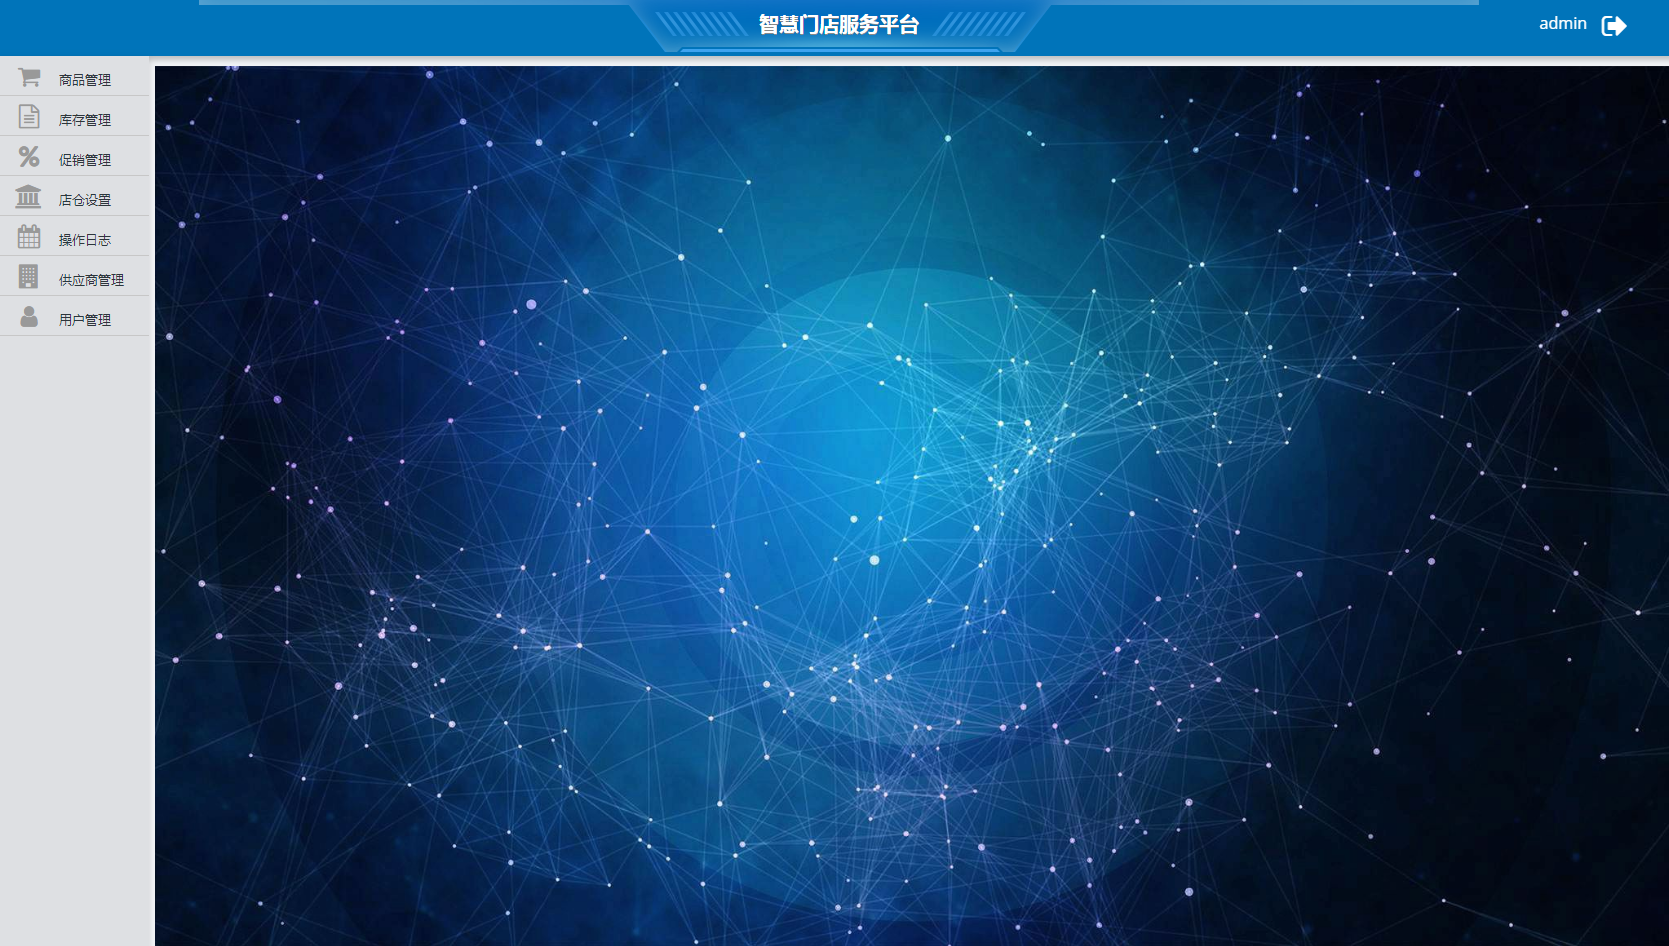 智慧门店服务平台
admin
商品管理
库存管理
促销管理
店仓设置
操作日志
供应商管理
用户管理